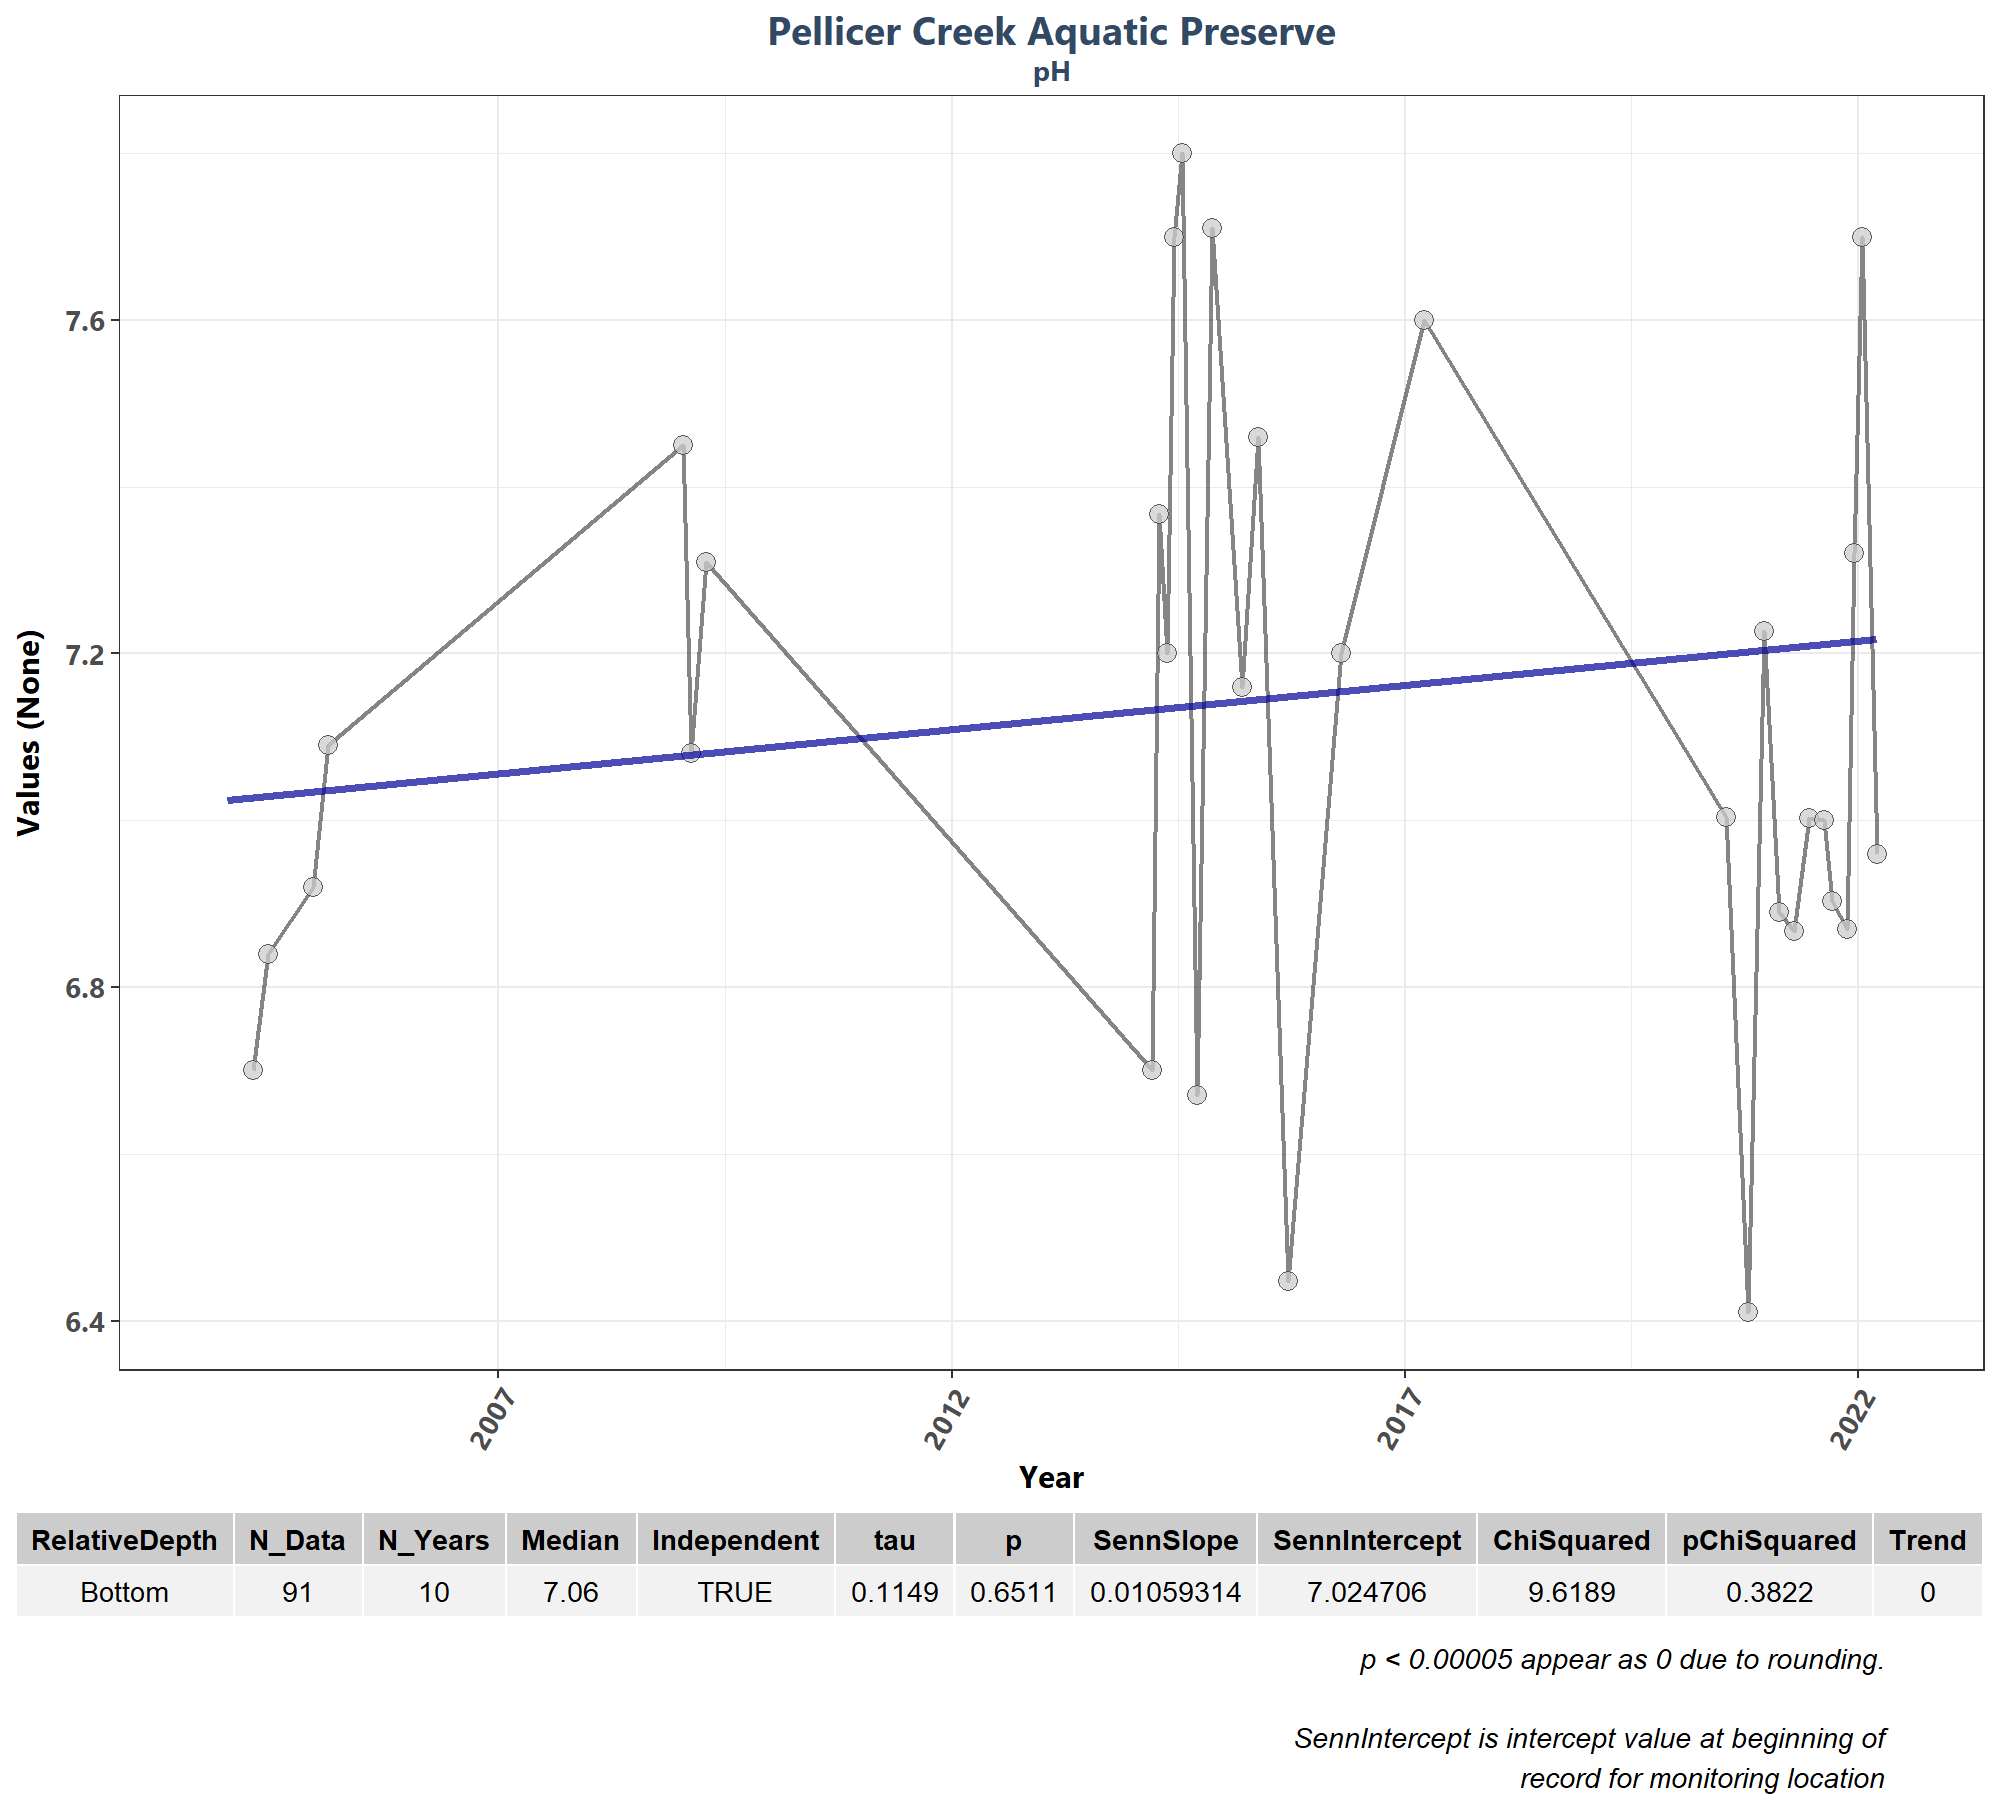 Pellicer Creek Aquatic Preserve
pH
Values (None)
7.6
7.2
6.8
6.4
2007 2012 2017 2022
Year
RelativeDepth N_Data N_Years Median Independent tau p SennSlope SennIntercept ChiSquared pChiSquared Trend
Bottom 91 10 7.06 TRUE 0.1149 0.6511 0.01059314 7.024706 9.6189 0.3822 0
p < 0.00005 appear as 0 due to rounding.
SennIntercept is intercept value at beginning of
record for monitoring location